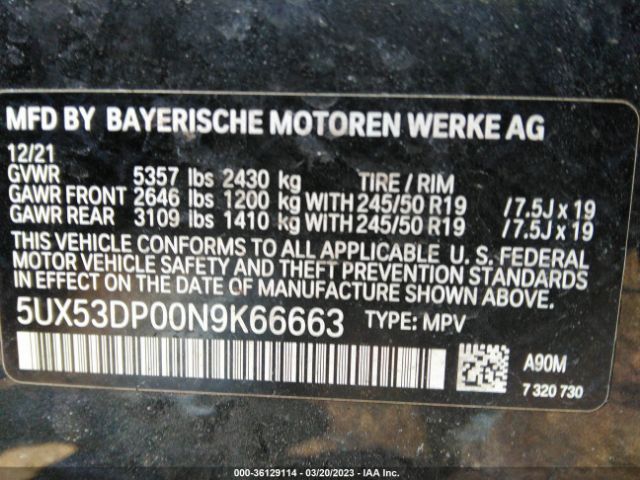 MFD BY BAYERISCHE MOTOREN WERKE AG
12/21
GVWR 5357 lbs 2430 kg TIRE / RIM
GAWR FRONT 2646 lbs 1200 kg WITH 245/50 R19 /7.5J x 19
GAWR REAR 3109 lbs 1410 kg WITH 245/50 R19 /7.5J x 19
THIS VEHICLE CONFORMS TO ALL APPLICABLE U. S. FEDERAL
MOTOR VEHICLE SAFETY AND THEFT PREVENTION STANDARDS
IN EFFECT ON THE DATE OF MANUFACTURE SHOWN ABOVE.
5UX53DP00N9K66663 TYPE: MPV
A90M
7 320 730
000-36129114 — 03/20/2023 — IAA Inc.